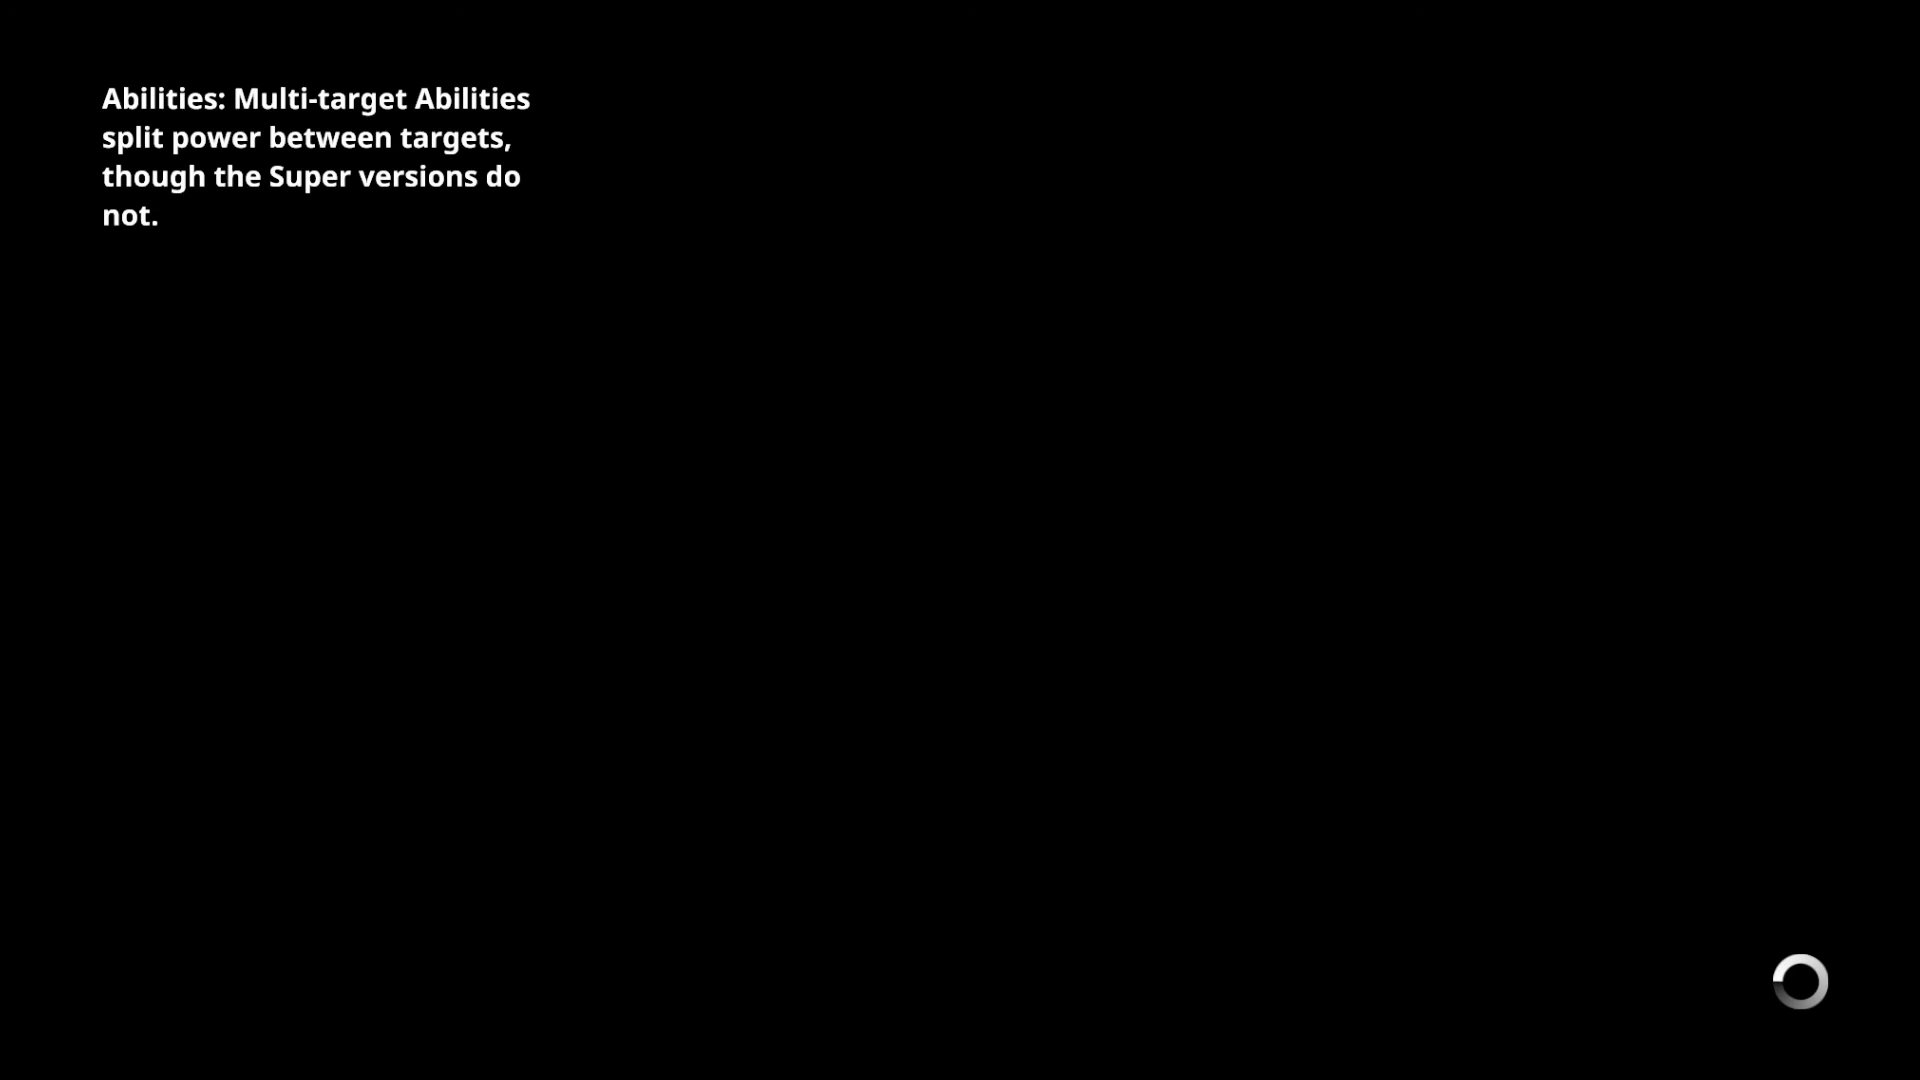 Abilities: Multi-target Abilities
split power between targets,
though the Super versions do
not.